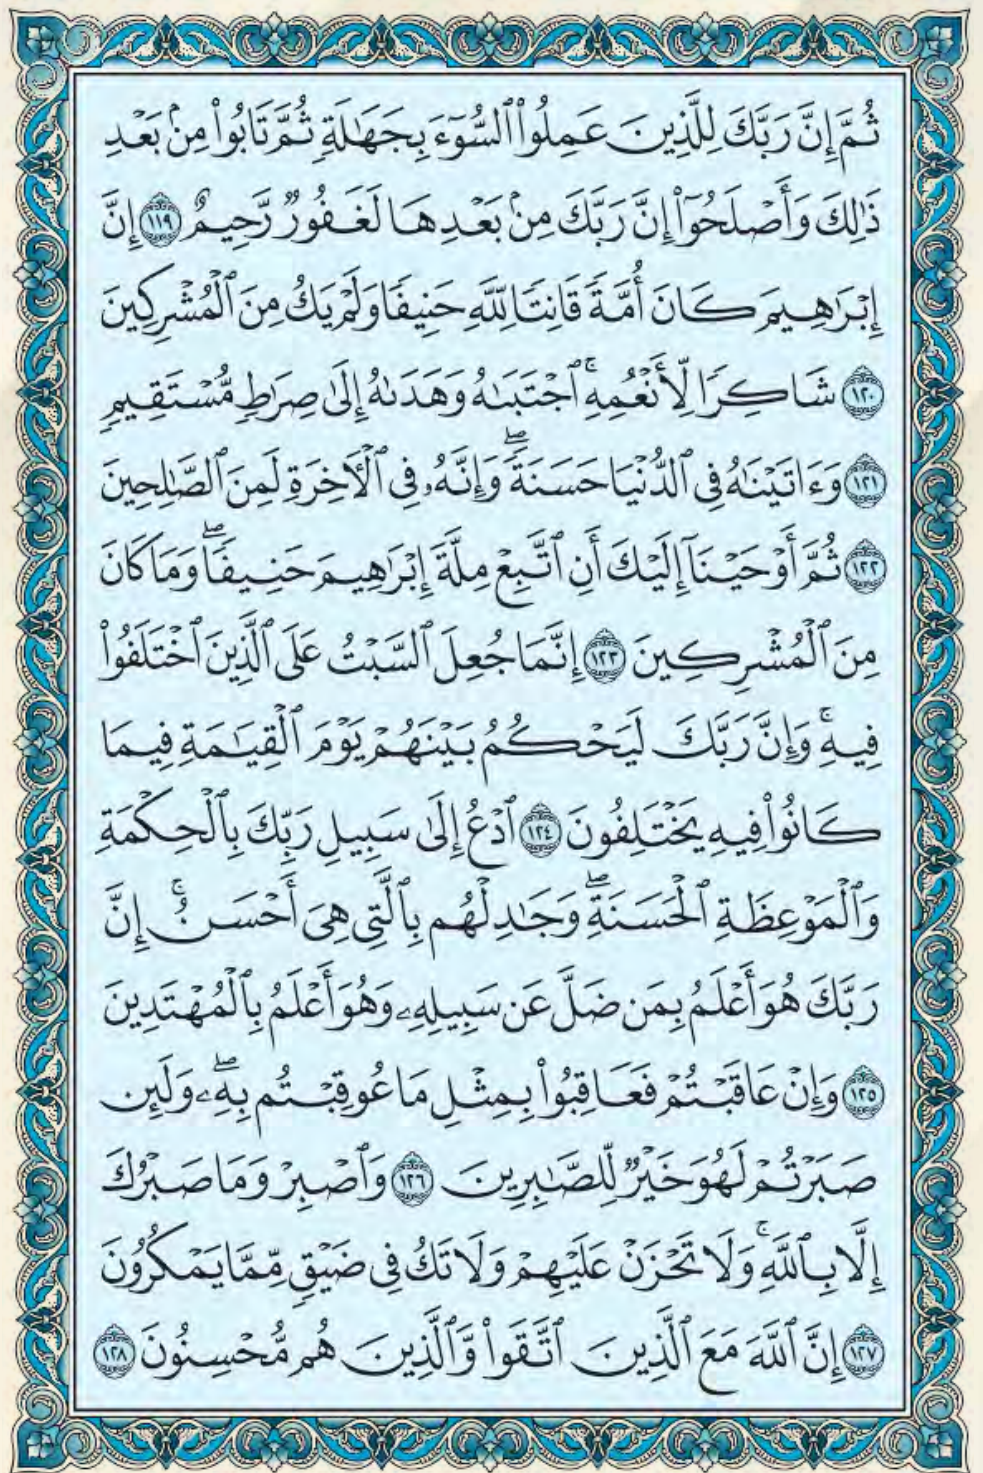 ثُمَّ إِنَّ رَبَّكَ لِلَّذِينَ عَمِلُوا۟ ٱلسُّوٓءَ بِجَهَـٰلَةٍ ثُمَّ تَابُوا۟ مِنۢ بَعْدِ
ذَٰلِكَ وَأَصْلَحُوٓا۟ إِنَّ رَبَّكَ مِنۢ بَعْدِهَا لَغَفُورٌ رَّحِيمٌ ﴿١١٩﴾ إِنَّ
إِبْرَٰهِيمَ كَانَ أُمَّةً قَانِتًا لِّلَّهِ حَنِيفًا وَلَمْ يَكُ مِنَ ٱلْمُشْرِكِينَ
﴿١٢٠﴾ شَاكِرًا لِّأَنْعُمِهِ ۚ ٱجْتَبَىٰهُ وَهَدَىٰهُ إِلَىٰ صِرَٰطٍ مُّسْتَقِيمٍ
﴿١٢١﴾ وَءَاتَيْنَـٰهُ فِى ٱلدُّنْيَا حَسَنَةً ۖ وَإِنَّهُۥ فِى ٱلْـَٔاخِرَةِ لَمِنَ ٱلصَّـٰلِحِينَ
﴿١٢٢﴾ ثُمَّ أَوْحَيْنَآ إِلَيْكَ أَنِ ٱتَّبِعْ مِلَّةَ إِبْرَٰهِيمَ حَنِيفًا ۖ وَمَا كَانَ
مِنَ ٱلْمُشْرِكِينَ ﴿١٢٣﴾ إِنَّمَا جُعِلَ ٱلسَّبْتُ عَلَى ٱلَّذِينَ ٱخْتَلَفُوا۟
فِيهِ ۚ وَإِنَّ رَبَّكَ لَيَحْكُمُ بَيْنَهُمْ يَوْمَ ٱلْقِيَـٰمَةِ فِيمَا
كَانُوا۟ فِيهِ يَخْتَلِفُونَ ﴿١٢٤﴾ ٱدْعُ إِلَىٰ سَبِيلِ رَبِّكَ بِٱلْحِكْمَةِ
وَٱلْمَوْعِظَةِ ٱلْحَسَنَةِ ۖ وَجَـٰدِلْهُم بِٱلَّتِى هِىَ أَحْسَنُ ۚ إِنَّ
رَبَّكَ هُوَ أَعْلَمُ بِمَن ضَلَّ عَن سَبِيلِهِۦ وَهُوَ أَعْلَمُ بِٱلْمُهْتَدِينَ
﴿١٢٥﴾ وَإِنْ عَاقَبْتُمْ فَعَاقِبُوا۟ بِمِثْلِ مَا عُوقِبْتُم بِهِۦ ۖ وَلَئِن
صَبَرْتُمْ لَهُوَ خَيْرٌ لِّلصَّـٰبِرِينَ ﴿١٢٦﴾ وَٱصْبِرْ وَمَا صَبْرُكَ
إِلَّا بِٱللَّهِ ۚ وَلَا تَحْزَنْ عَلَيْهِمْ وَلَا تَكُ فِى ضَيْقٍ مِّمَّا يَمْكُرُونَ
﴿١٢٧﴾ إِنَّ ٱللَّهَ مَعَ ٱلَّذِينَ ٱتَّقَوا۟ وَّٱلَّذِينَ هُم مُّحْسِنُونَ ﴿١٢٨﴾